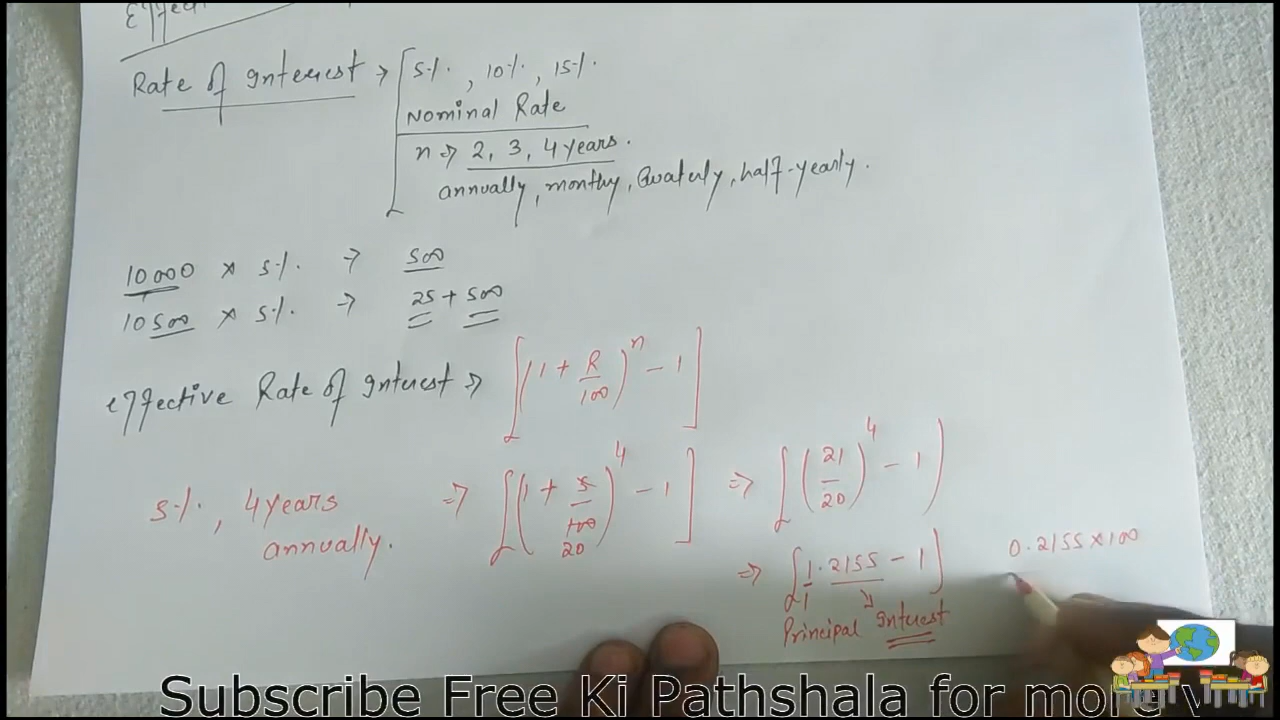 Effec
Rate of Interest → 5%, 10%, 15%.
Nominal Rate
n ⇒ 2, 3, 4 years.
annually, monthy, Quaterly, half-yearly.
10000 × 5% → 500
10500 × 5% → 25 + 500
effective Rate of Interest ⇒ [(1 + R/100)^n - 1]
5%, 4 years ⇒ [(1 + 5/100)^4 - 1] ⇒ [(21/20)^4 - 1]
20
annually.
⇒ [1.2155 - 1] 0.2155×100
Principal Interest
Subscribe Free Ki Pathshala for more v